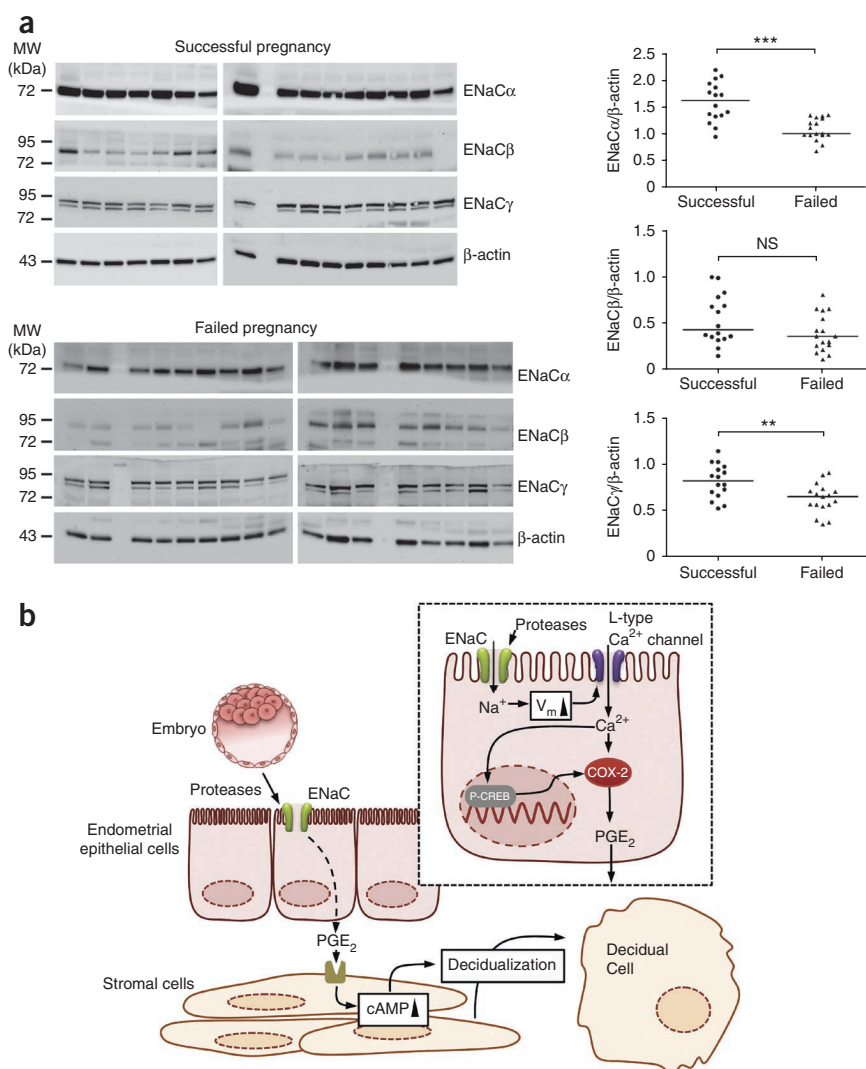 a
MW
(kDa)
Successful pregnancy
72
ENaCα
95
72
ENaCβ
95
72
ENaCγ
43
β-actin
MW
(kDa)
Failed pregnancy
72
ENaCα
95
72
ENaCβ
95
72
ENaCγ
43
β-actin
***
ENaCα/β-actin
2.5
2.0
1.5
1.0
0.5
0
Successful Failed
NS
ENaCβ/β-actin
1.5
1.0
0.5
0
Successful Failed
**
ENaCγ/β-actin
1.5
1.0
0.5
0
Successful Failed
b
Embryo
Proteases
ENaC
Endometrial
epithelial cells
PGE₂
Stromal cells
cAMP
Decidualization
Decidual
Cell
ENaC
Proteases
L-type
Ca²⁺ channel
Na⁺
Vₘ
Ca²⁺
P-CREB
COX-2
PGE₂